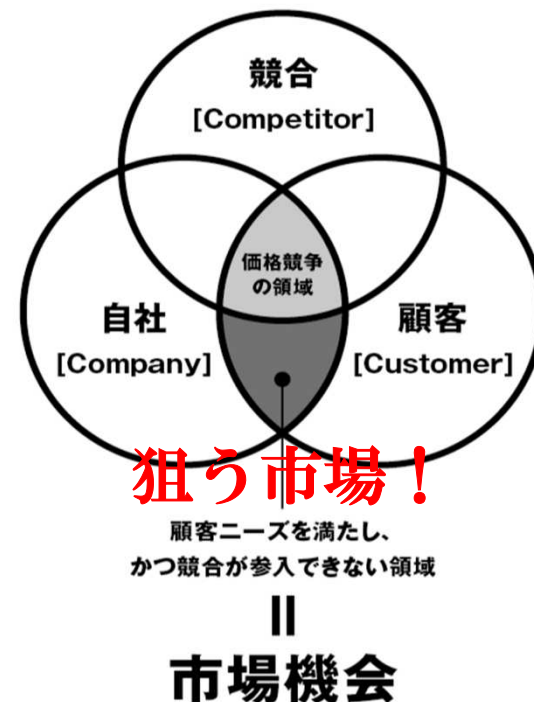 競合
[Competitor]
価格競争
の領域
自社
[Company]
顧客
[Customer]
狙う市場！
顧客ニーズを満たし、
かつ競合が参入できない領域
=
市場機会